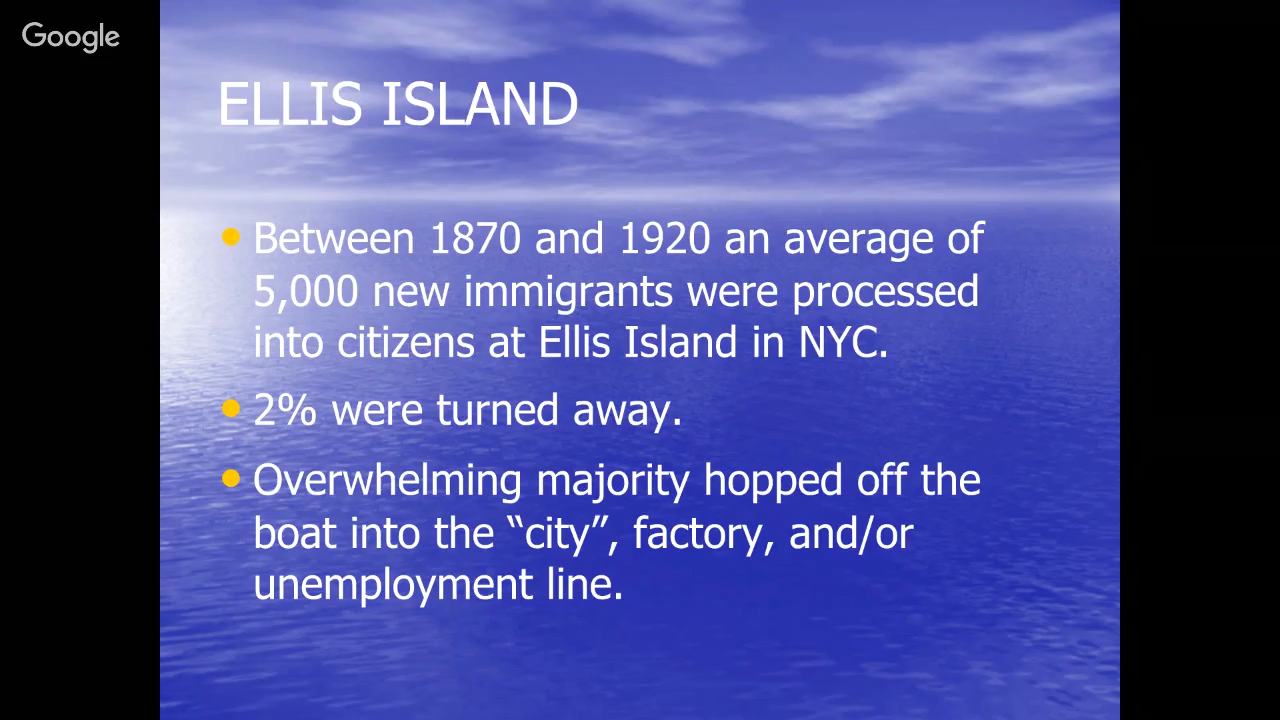 Google
ELLIS ISLAND
• Between 1870 and 1920 an average of
5,000 new immigrants were processed
into citizens at Ellis Island in NYC.
• 2% were turned away.
• Overwhelming majority hopped off the
boat into the “city”, factory, and/or
unemployment line.